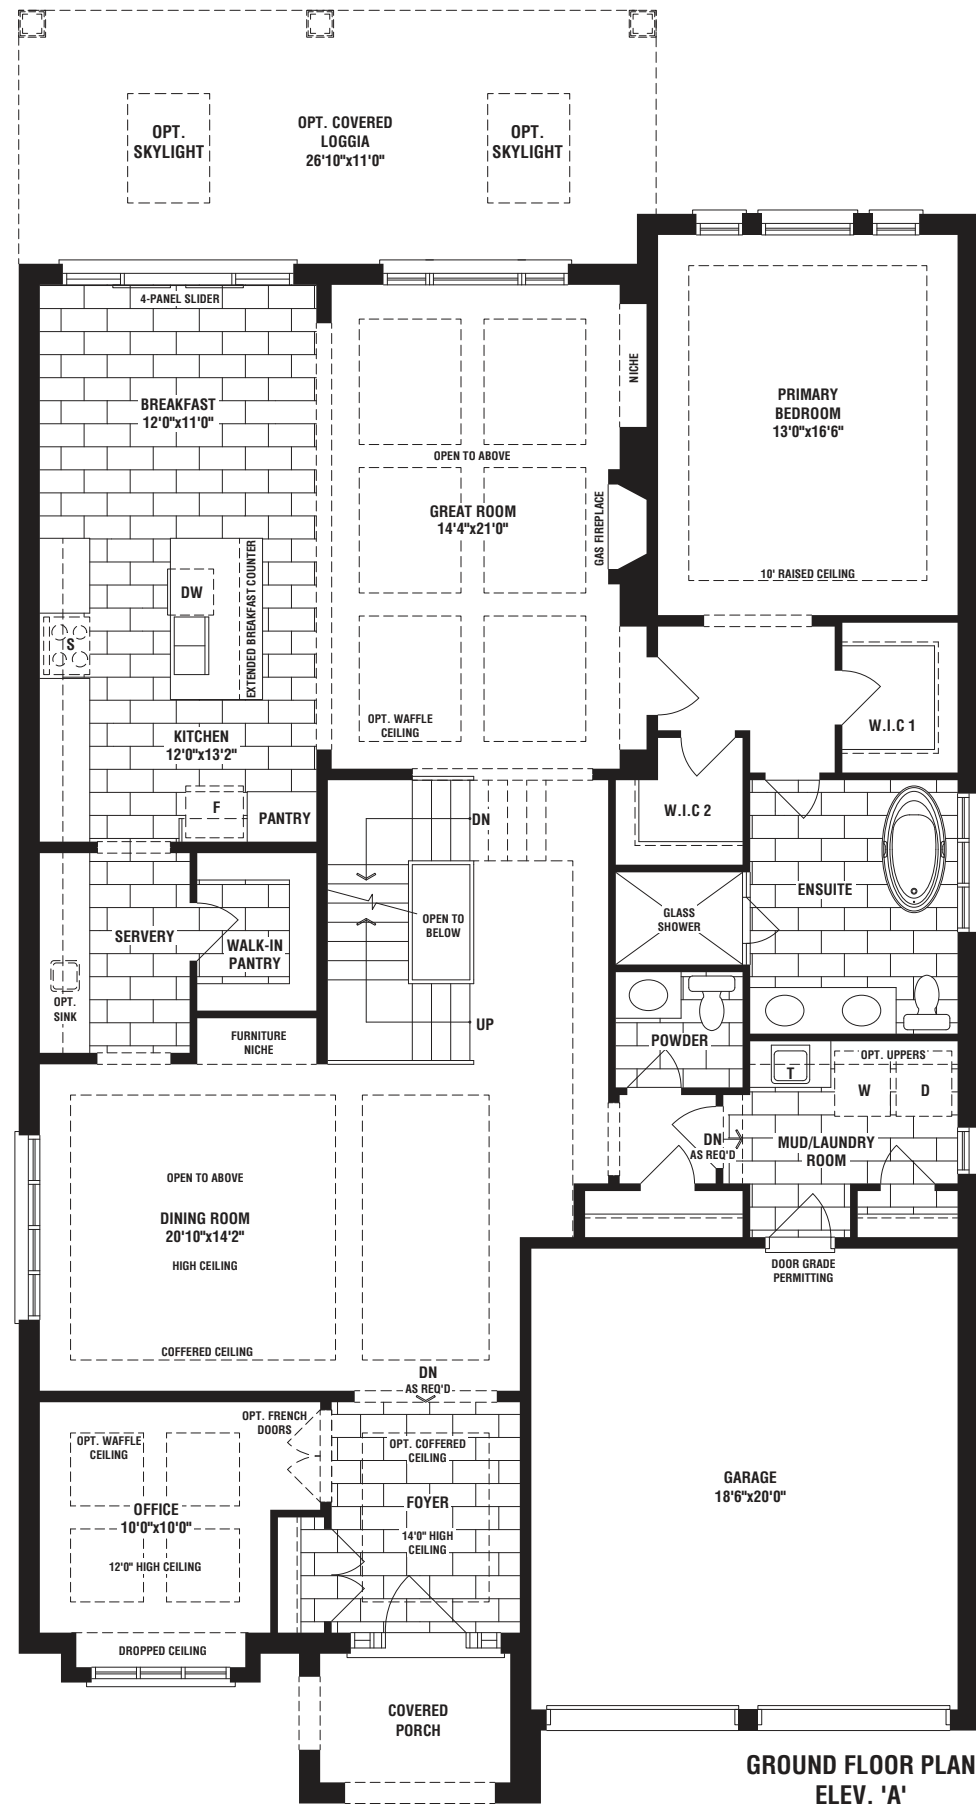 OPT.
SKYLIGHT
OPT. COVERED
LOGGIA
26'10"x11'0"
OPT.
SKYLIGHT
4-PANEL SLIDER
BREAKFAST
12'0"x11'0"
OPEN TO ABOVE
GREAT ROOM
14'4"x21'0"
NICHE
GAS FIREPLACE
PRIMARY
BEDROOM
13'0"x16'6"
10' RAISED CEILING
DW
EXTENDED BREAKFAST COUNTER
S
KITCHEN
12'0"x13'2"
OPT. WAFFLE
CEILING
W.I.C 1
F
PANTRY
DN
W.I.C 2
ENSUITE
GLASS
SHOWER
OPEN TO
BELOW
SERVERY
WALK-IN
PANTRY
OPT.
SINK
FURNITURE
NICHE
UP
POWDER
OPT. UPPERS
T
W
D
DN
AS REQ'D
MUD/LAUNDRY
ROOM
OPEN TO ABOVE
DINING ROOM
20'10"x14'2"
HIGH CEILING
COFFERED CEILING
DOOR GRADE
PERMITTING
DN
AS REQ'D
OPT. FRENCH
DOORS
OPT. WAFFLE
CEILING
OPT. COFFERED
CEILING
OFFICE
10'0"x10'0"
12'0" HIGH CEILING
FOYER
14'0" HIGH
CEILING
GARAGE
18'6"x20'0"
DROPPED CEILING
COVERED
PORCH
GROUND FLOOR PLAN
ELEV. 'A'